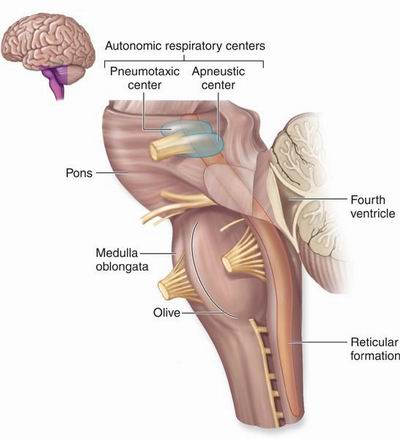 Autonomic respiratory centers
Pneumotaxic
center
Apneustic
center
Pons
Fourth
ventricle
Medulla
oblongata
Olive
Reticular
formation